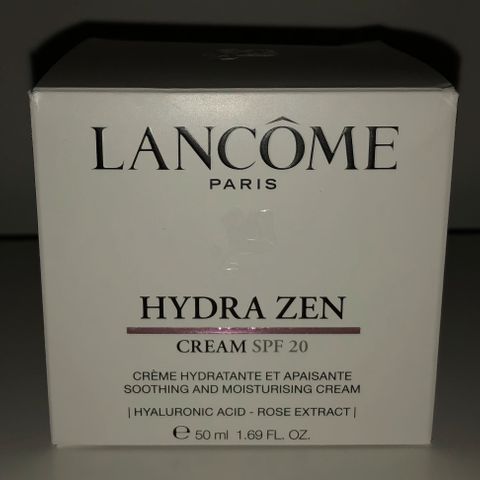 LANCÔME
PARIS
HYDRA ZEN
CREAM SPF 20
CRÈME HYDRATANTE ET APAISANTE
SOOTHING AND MOISTURISING CREAM
| HYALURONIC ACID - ROSE EXTRACT |
℮ 50 ml 1.69 FL. OZ.